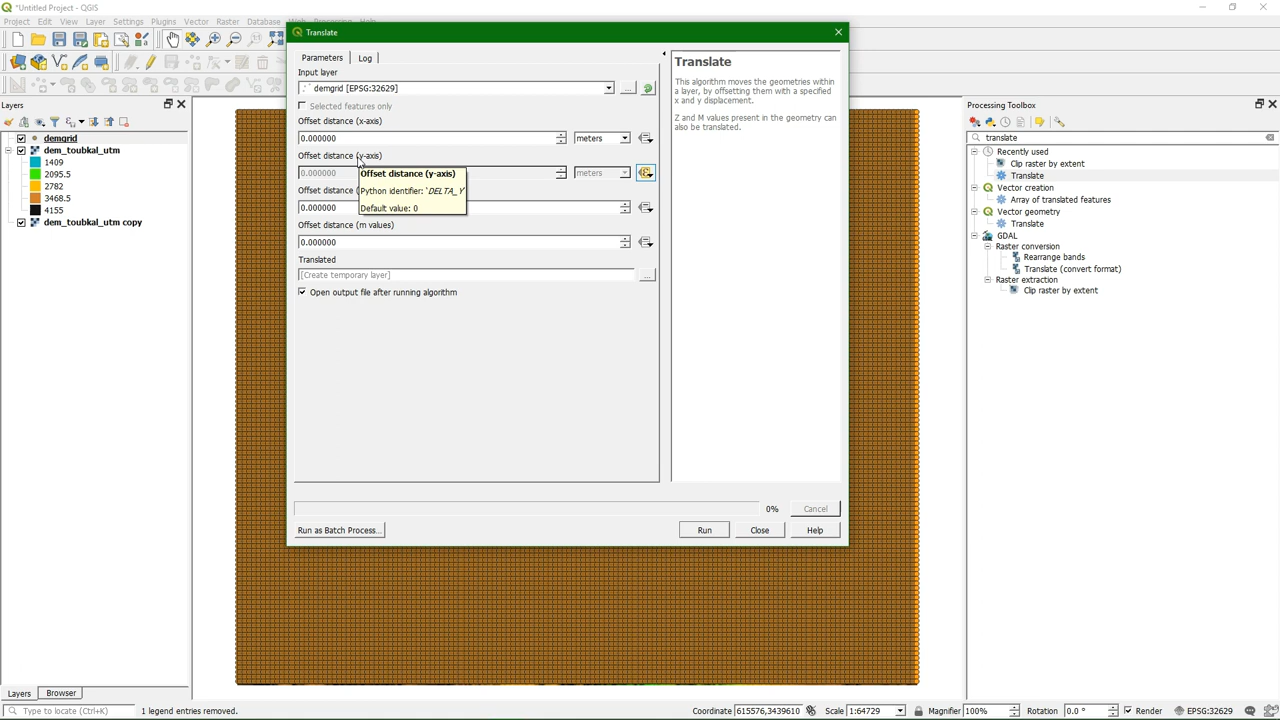 *Untitled Project - QGIS
Project Edit View Layer Settings Plugins Vector Raster Database
Translate
Parameters Log
Input layer
demgrid [EPSG:32629]
...
Selected features only
Offset distance (x-axis)
0.000000
meters
Offset distance (y-axis)
0.000000
meters
Offset distance (y-axis)
Python identifier: 'DELTA_Y
Default value: 0
Offset distance
0.000000
Offset distance (m values)
0.000000
Translated
[Create temporary layer]
...
Open output file after running algorithm
0%
Cancel
Run as Batch Process...
Run
Close
Help
Translate
This algorithm moves the geometries within
a layer, by offsetting them with a specified
x and y displacement.
Z and M values present in the geometry can
also be translated.
Layers
demgrid
dem_toubkal_utm
1409
2095.5
2782
3468.5
4155
dem_toubkal_utm copy
Layers Browser
Processing Toolbox
translate
Recently used
Clip raster by extent
Translate
Vector creation
Array of translated features
Vector geometry
Translate
GDAL
Raster conversion
Rearrange bands
Translate (convert format)
Raster extraction
Clip raster by extent
Type to locate (Ctrl+K)
1 legend entries removed.
Coordinate 615576,3439610
Scale 1:64729
Magnifier 100%
Rotation 0.0 °
Render
EPSG:32629